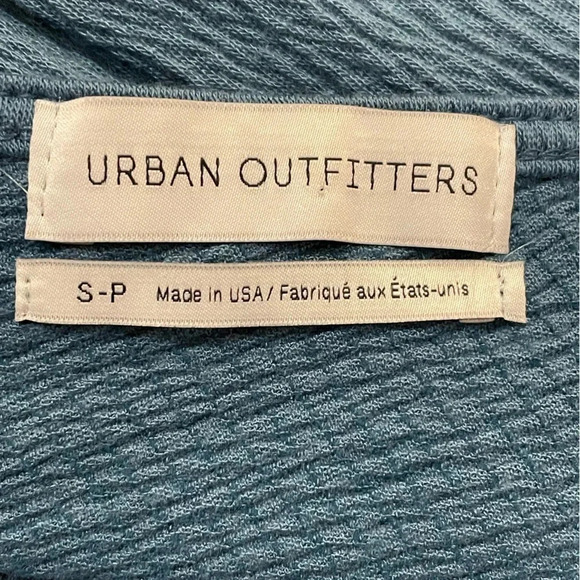 URBAN OUTFITTERS
S-P Made in USA / Fabriqué aux États-unis